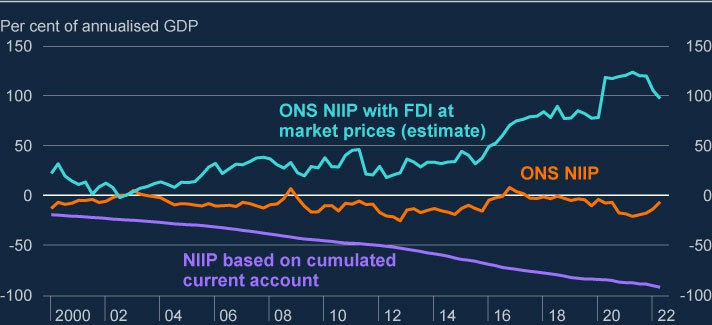 Per cent of annualised GDP
150 150
100 100
ONS NIIP with FDI at
market prices (estimate)
50 50
ONS NIIP
0 0
-50 -50
NIIP based on cumulated
current account
-100 -100
2000 02 04 06 08 10 12 14 16 18 20 22